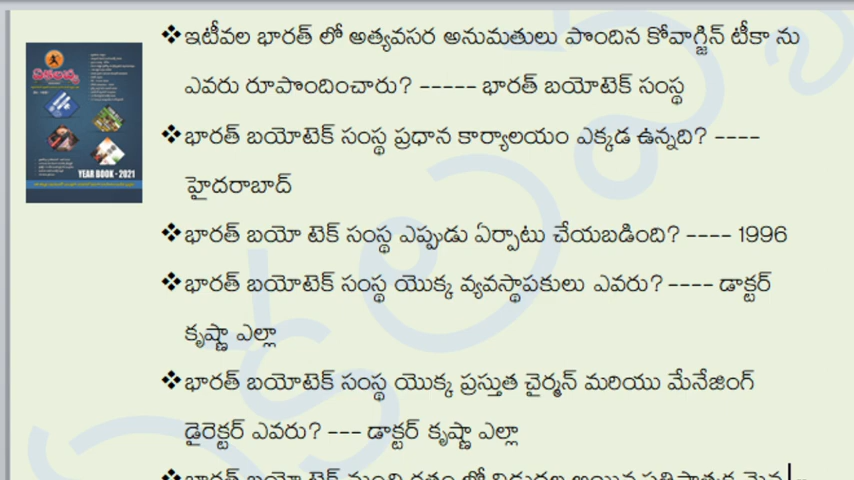 ❖ఇటీవల భారత్ లో అత్యవసర అనుమతులు పొందిన కోవాగ్జిన్ టీకా ను
ఎవరు రూపొందించారు? ----- భారత్ బయోటెక్ సంస్థ
❖భారత్ బయోటెక్ సంస్థ ప్రధాన కార్యాలయం ఎక్కడ ఉన్నది? ----
హైదరాబాద్
❖భారత్ బయో టెక్ సంస్థ ఎప్పుడు ఏర్పాటు చేయబడింది? ---- 1996
❖భారత్ బయోటెక్ సంస్థ యొక్క వ్యవస్థాపకులు ఎవరు? ---- డాక్టర్
కృష్ణా ఎల్లా
❖భారత్ బయోటెక్ సంస్థ యొక్క ప్రస్తుత చైర్మన్ మరియు మేనేజింగ్
డైరెక్టర్ ఎవరు? --- డాక్టర్ కృష్ణా ఎల్లా
YEAR BOOK - 2021